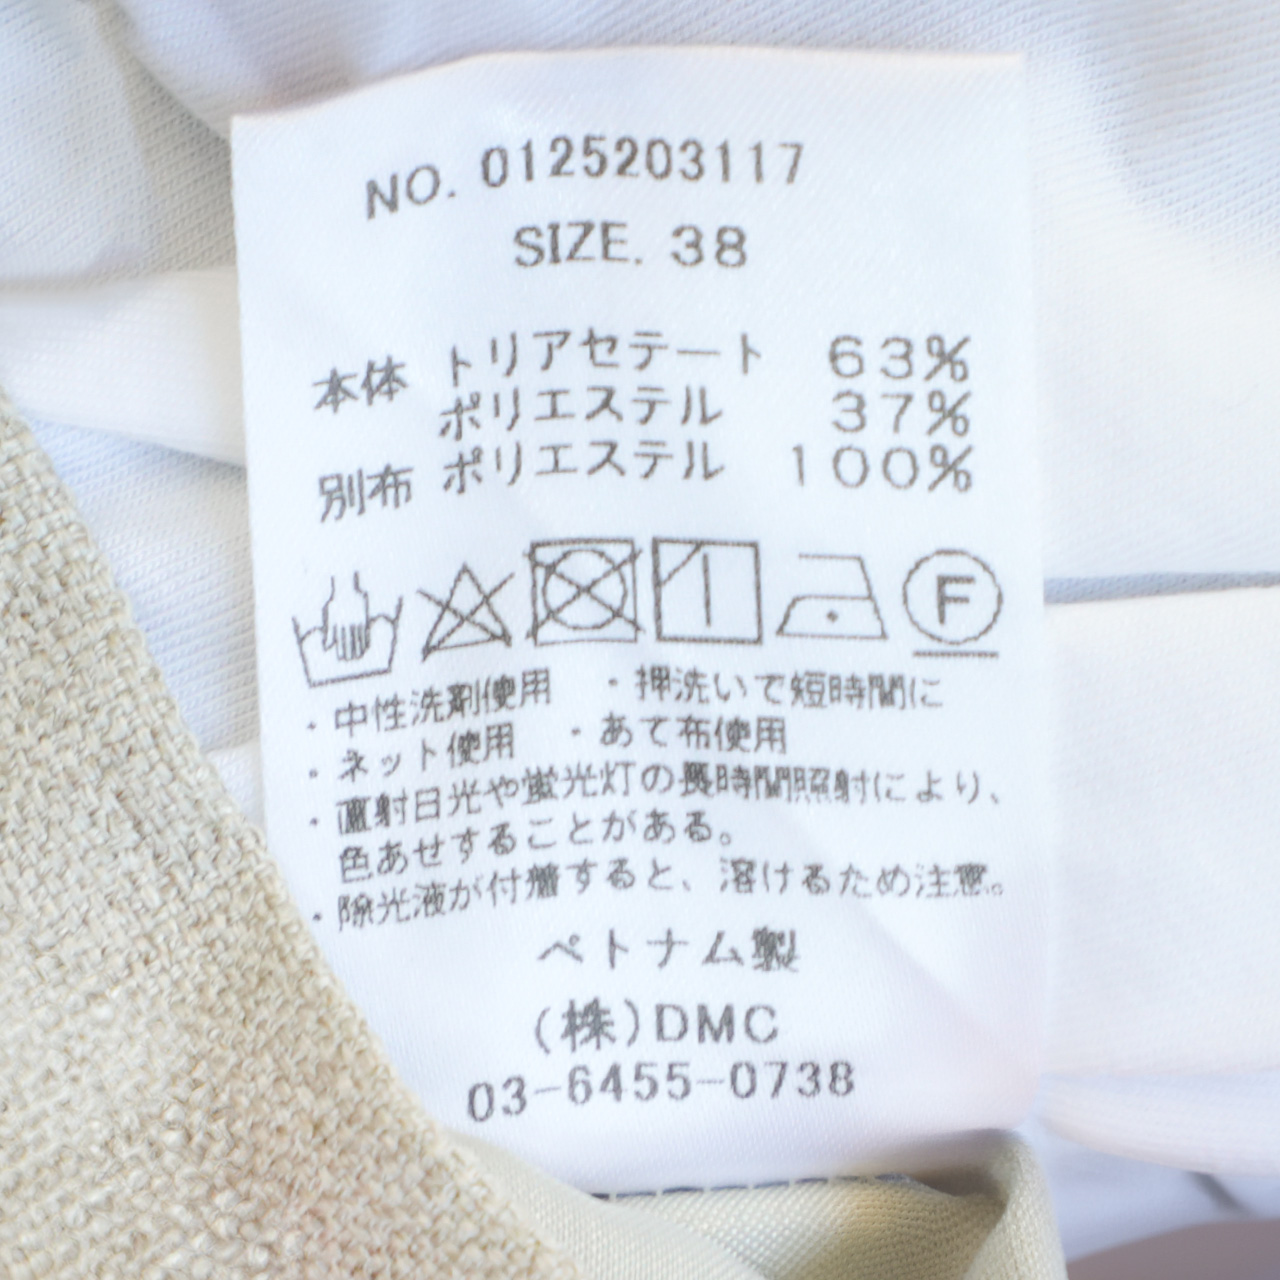 NO. 0125203117
SIZE. 38
本体 トリアセテート 63%
ポリエステル 37%
別布 ポリエステル 100%
F
・中性洗剤使用 ・押洗いで短時間に
・ネット使用 ・あて布使用
・直射日光や蛍光灯の長時間照射により、
色あせすることがある。
・除光液が付着すると、溶けるため注意。
ベトナム製
(株)DMC
03-6455-0738